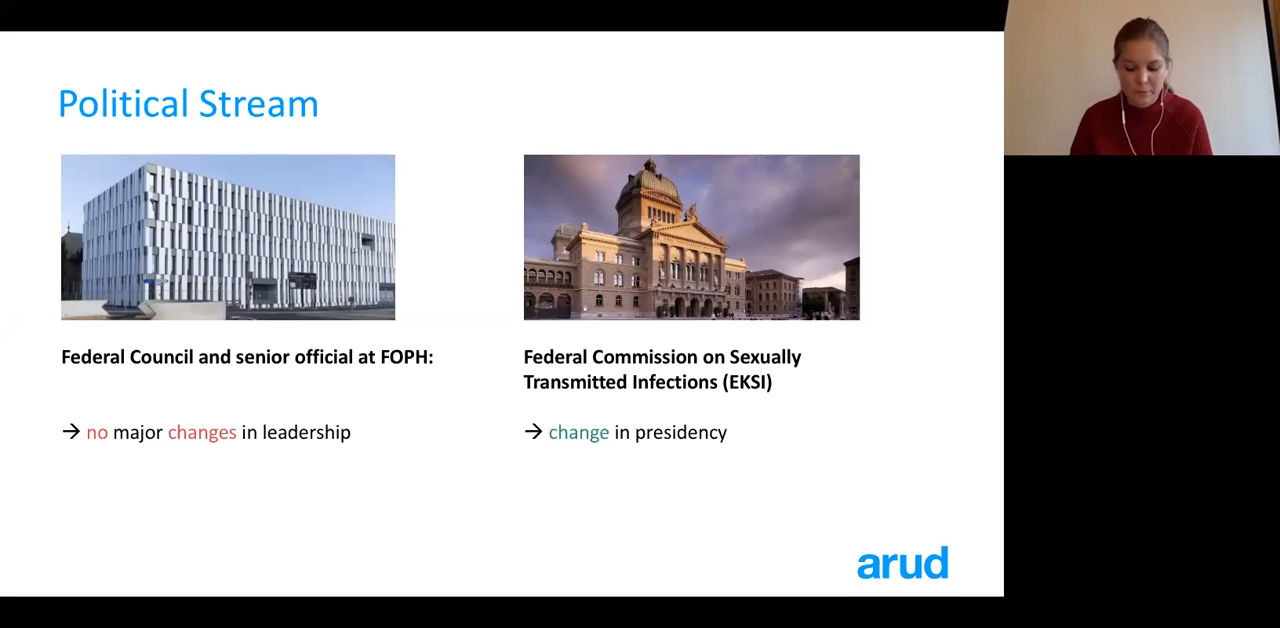 Political Stream
Federal Council and senior official at FOPH:
→ no major changes in leadership
Federal Commission on Sexually
Transmitted Infections (EKSI)
→ change in presidency
arud